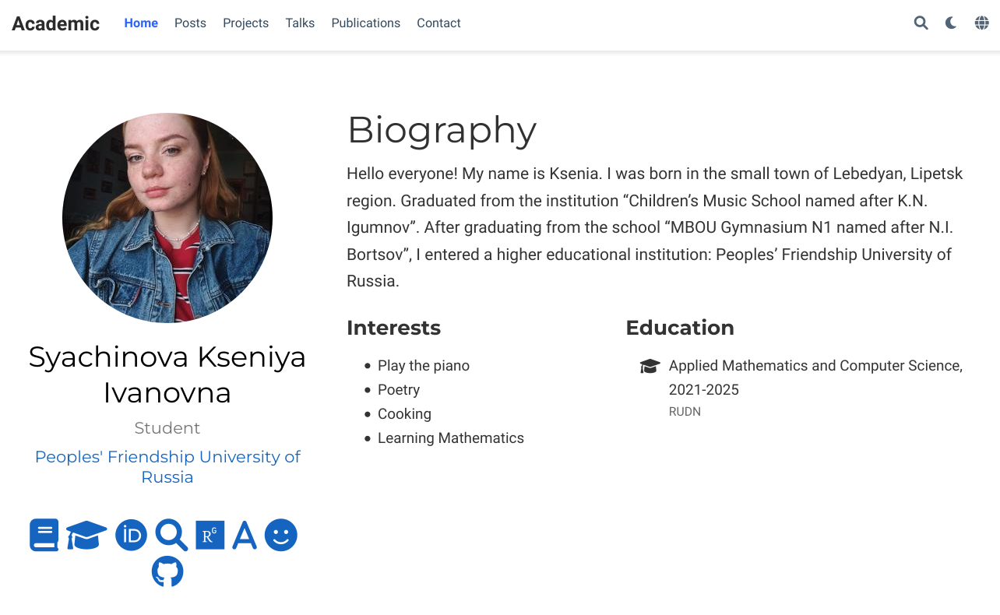 Academic Home Posts Projects Talks Publications Contact
Syachinova Kseniya
Ivanovna
Student
Peoples' Friendship University of
Russia
iD
RG
Biography
Hello everyone! My name is Ksenia. I was born in the small town of Lebedyan, Lipetsk
region. Graduated from the institution “Children’s Music School named after K.N.
Igumnov”. After graduating from the school “MBOU Gymnasium N1 named after N.I.
Bortsov”, I entered a higher educational institution: Peoples’ Friendship University of
Russia.
Interests
Play the piano
Poetry
Cooking
Learning Mathematics
Education
Applied Mathematics and Computer Science,
2021-2025
RUDN